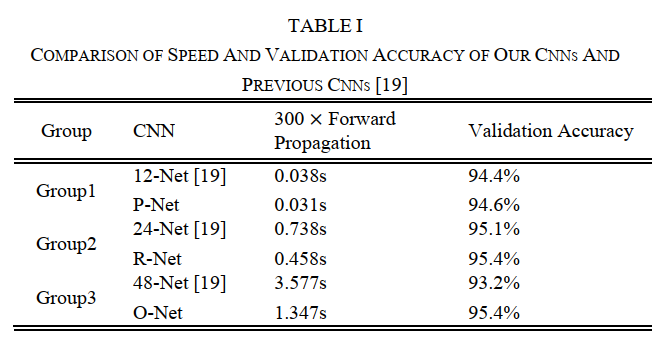 TABLE I
COMPARISON OF SPEED AND VALIDATION ACCURACY OF OUR CNNS AND
PREVIOUS CNNS [19]
Group CNN 300 × Forward Propagation Validation Accuracy
Group1 12-Net [19] 0.038s 94.4%
P-Net 0.031s 94.6%
Group2 24-Net [19] 0.738s 95.1%
R-Net 0.458s 95.4%
Group3 48-Net [19] 3.577s 93.2%
O-Net 1.347s 95.4%